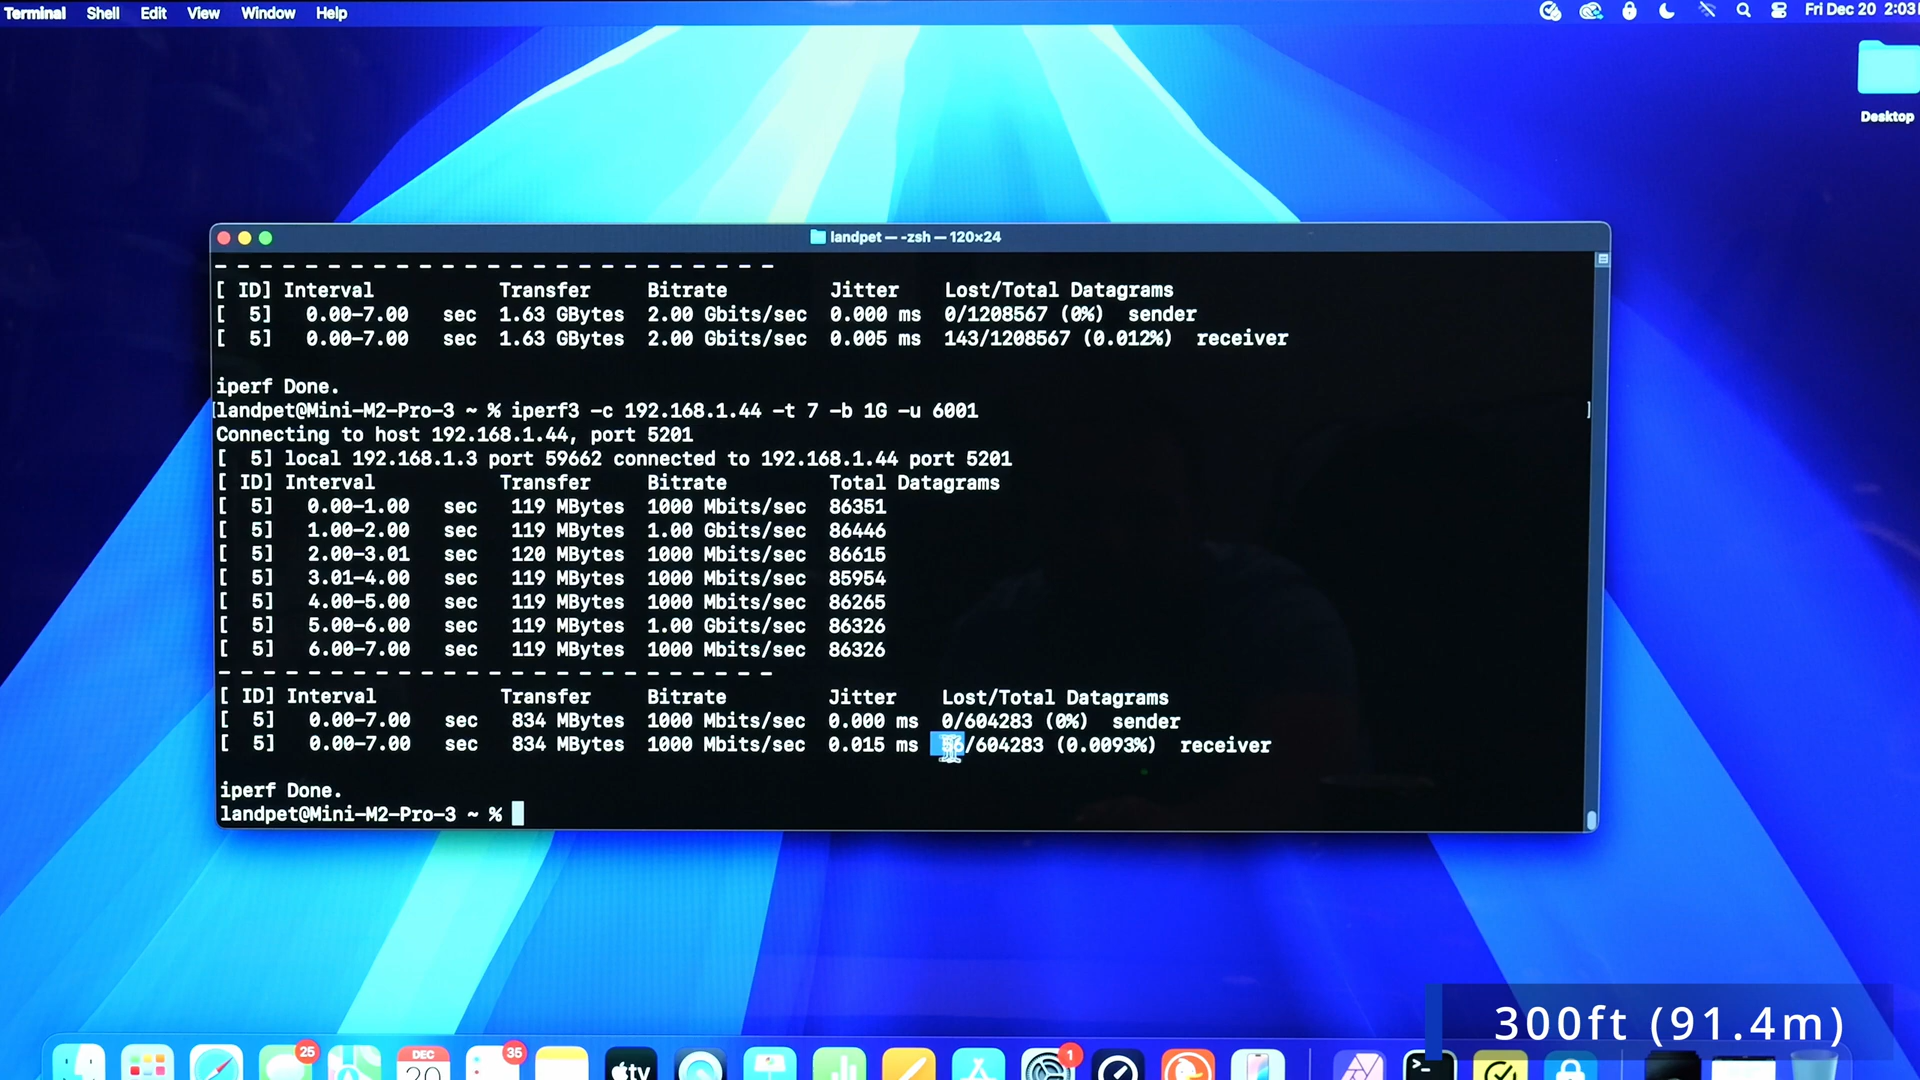 Terminal Shell Edit View Window Help Fri Dec 20 2:03
Desktop
landpet — -zsh — 120×24
- - - - - - - - - - - - - - - - - - - - - - - - -
[ ID] Interval Transfer Bitrate Jitter Lost/Total Datagrams
[ 5] 0.00-7.00 sec 1.63 GBytes 2.00 Gbits/sec 0.000 ms 0/1208567 (0%) sender
[ 5] 0.00-7.00 sec 1.63 GBytes 2.00 Gbits/sec 0.005 ms 143/1208567 (0.012%) receiver
iperf Done.
[landpet@Mini-M2-Pro-3 ~ % iperf3 -c 192.168.1.44 -t 7 -b 1G -u 6001 ]
Connecting to host 192.168.1.44, port 5201
[ 5] local 192.168.1.3 port 59662 connected to 192.168.1.44 port 5201
[ ID] Interval Transfer Bitrate Total Datagrams
[ 5] 0.00-1.00 sec 119 MBytes 1000 Mbits/sec 86351
[ 5] 1.00-2.00 sec 119 MBytes 1.00 Gbits/sec 86446
[ 5] 2.00-3.01 sec 120 MBytes 1000 Mbits/sec 86615
[ 5] 3.01-4.00 sec 119 MBytes 1000 Mbits/sec 85954
[ 5] 4.00-5.00 sec 119 MBytes 1000 Mbits/sec 86265
[ 5] 5.00-6.00 sec 119 MBytes 1.00 Gbits/sec 86326
[ 5] 6.00-7.00 sec 119 MBytes 1000 Mbits/sec 86326
- - - - - - - - - - - - - - - - - - - - - - - - -
[ ID] Interval Transfer Bitrate Jitter Lost/Total Datagrams
[ 5] 0.00-7.00 sec 834 MBytes 1000 Mbits/sec 0.000 ms 0/604283 (0%) sender
[ 5] 0.00-7.00 sec 834 MBytes 1000 Mbits/sec 0.015 ms 56/604283 (0.0093%) receiver
iperf Done.
landpet@Mini-M2-Pro-3 ~ %
300ft (91.4m)
25 DEC 35 1
20 tv >_